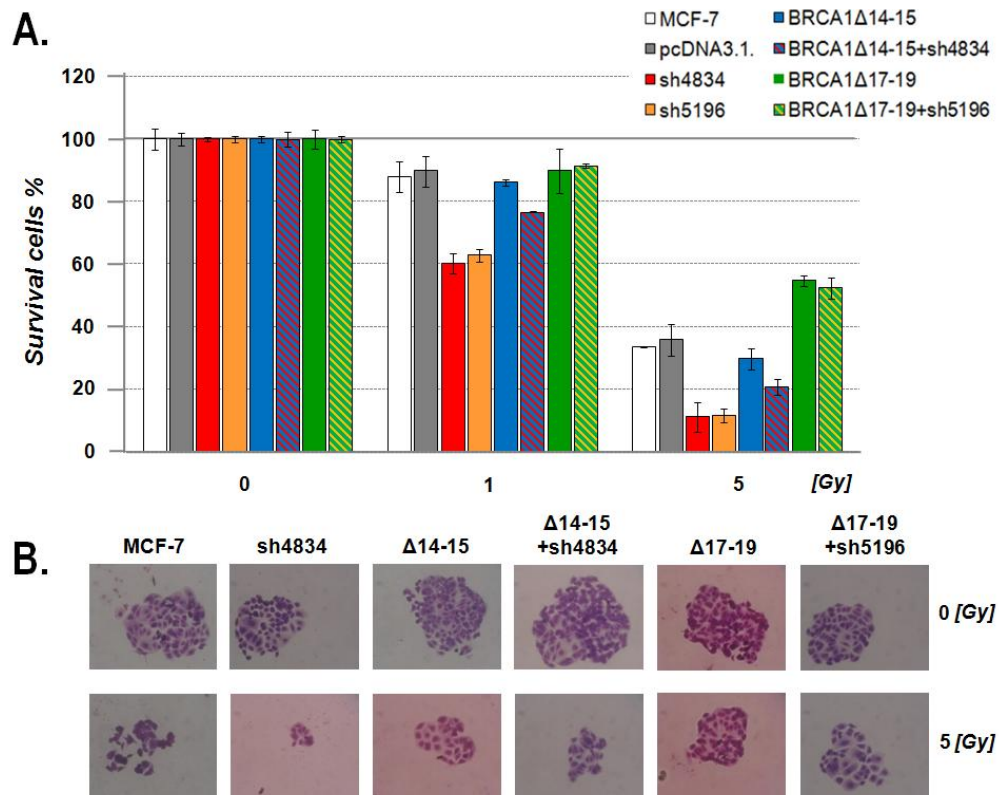 A.
MCF-7
pcDNA3.1.
sh4834
sh5196
BRCA1Δ14-15
BRCA1Δ14-15+sh4834
BRCA1Δ17-19
BRCA1Δ17-19+sh5196
Survival cells %
120
100
80
60
40
20
0
0 1 5 [Gy]
B.
MCF-7 sh4834 Δ14-15 Δ14-15 +sh4834 Δ17-19 Δ17-19 +sh5196
0 [Gy]
5 [Gy]